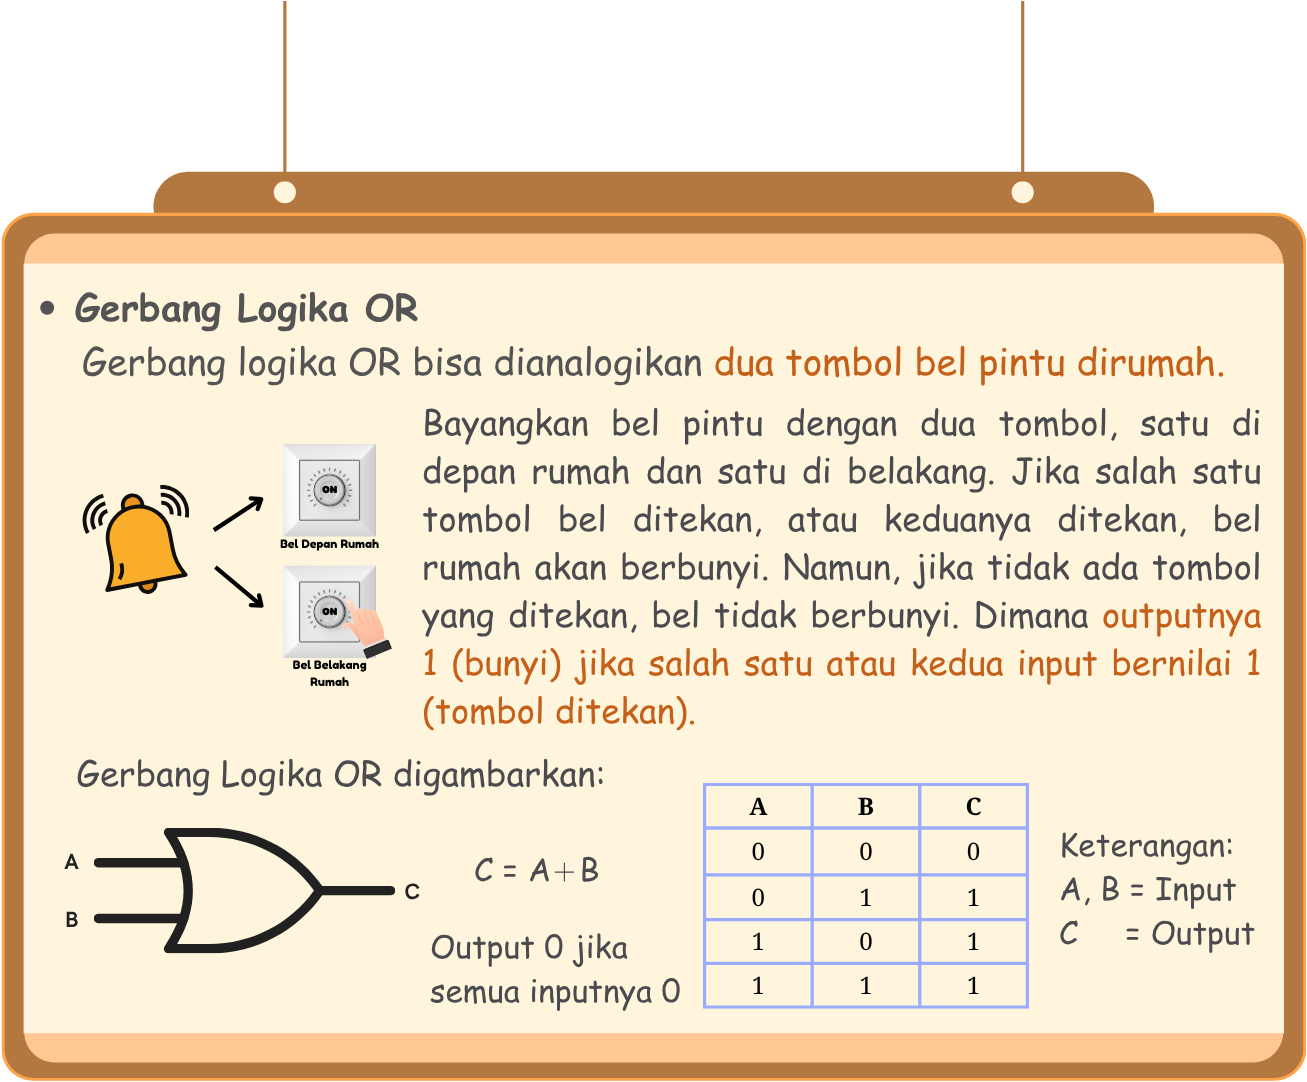 • Gerbang Logika OR
Gerbang logika OR bisa dianalogikan dua tombol bel pintu dirumah.
Bayangkan bel pintu dengan dua tombol, satu di
depan rumah dan satu di belakang. Jika salah satu
tombol bel ditekan, atau keduanya ditekan, bel
rumah akan berbunyi. Namun, jika tidak ada tombol
yang ditekan, bel tidak berbunyi. Dimana outputnya
1 (bunyi) jika salah satu atau kedua input bernilai 1
(tombol ditekan).
ON
Bel Depan Rumah
ON
Bel Belakang
Rumah
Gerbang Logika OR digambarkan:
A
B
C
C = A+B
Output 0 jika
semua inputnya 0
A B C
0 0 0
0 1 1
1 0 1
1 1 1
Keterangan:
A, B = Input
C = Output